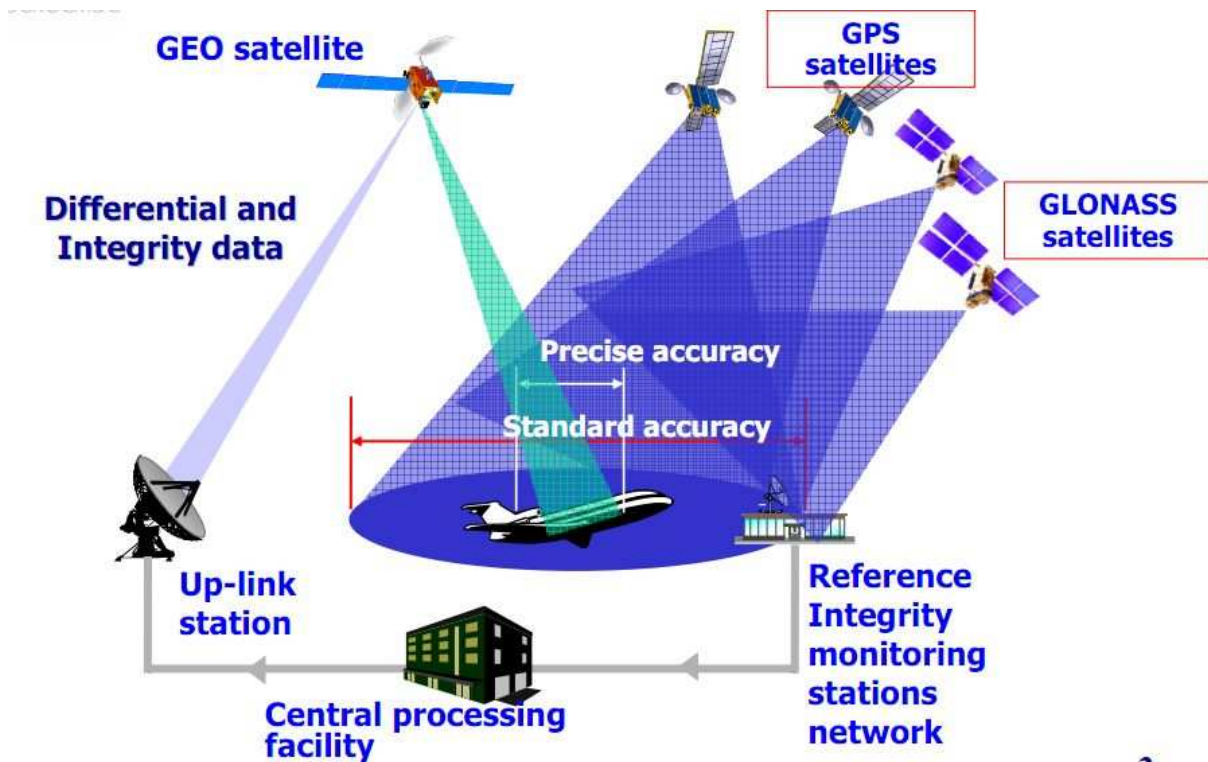 GEO satellite
GPS
satellites
GLONASS
satellites
Differential and
Integrity data
Precise accuracy
Standard accuracy
Up-link
station
Central processing
facility
Reference
Integrity
monitoring
stations
network